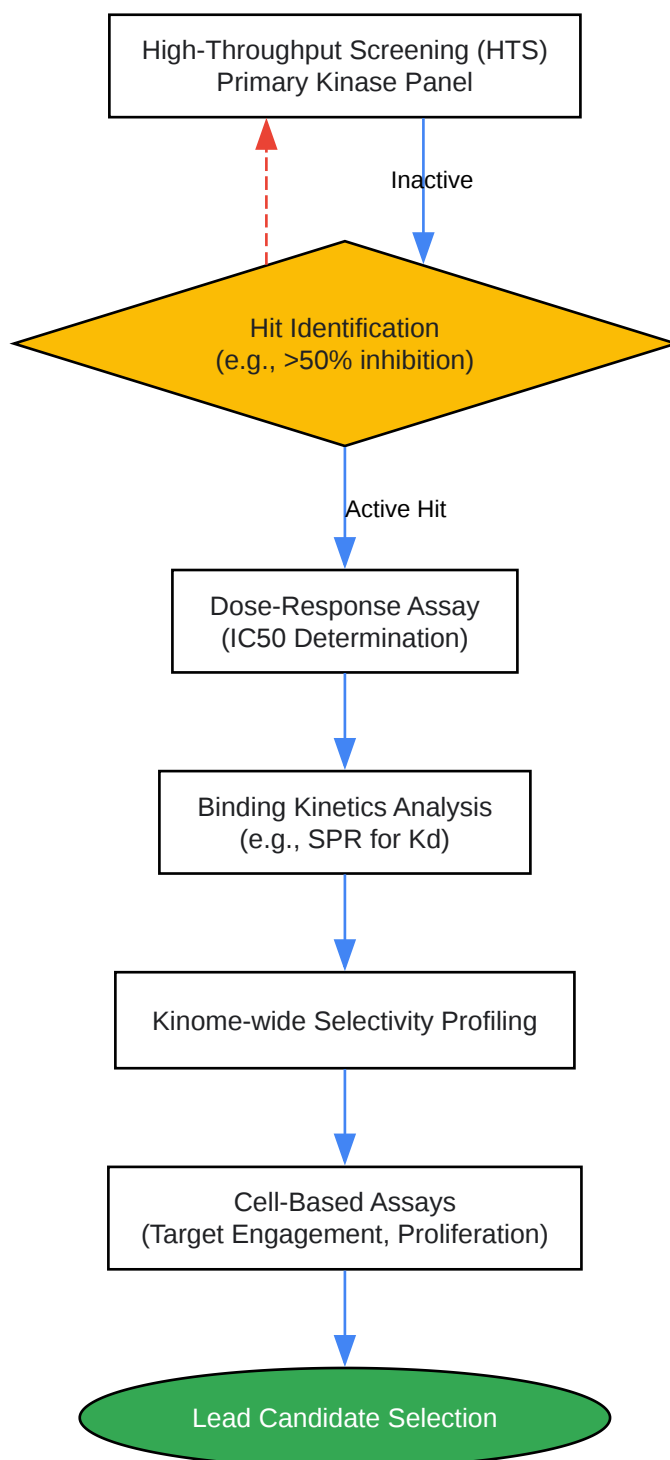 High-Throughput Screening (HTS)
Primary Kinase Panel
Inactive
Hit Identification
(e.g., >50% inhibition)
Active Hit
Dose-Response Assay
(IC50 Determination)
Binding Kinetics Analysis
(e.g., SPR for Kd)
Kinome-wide Selectivity Profiling
Cell-Based Assays
(Target Engagement, Proliferation)
Lead Candidate Selection